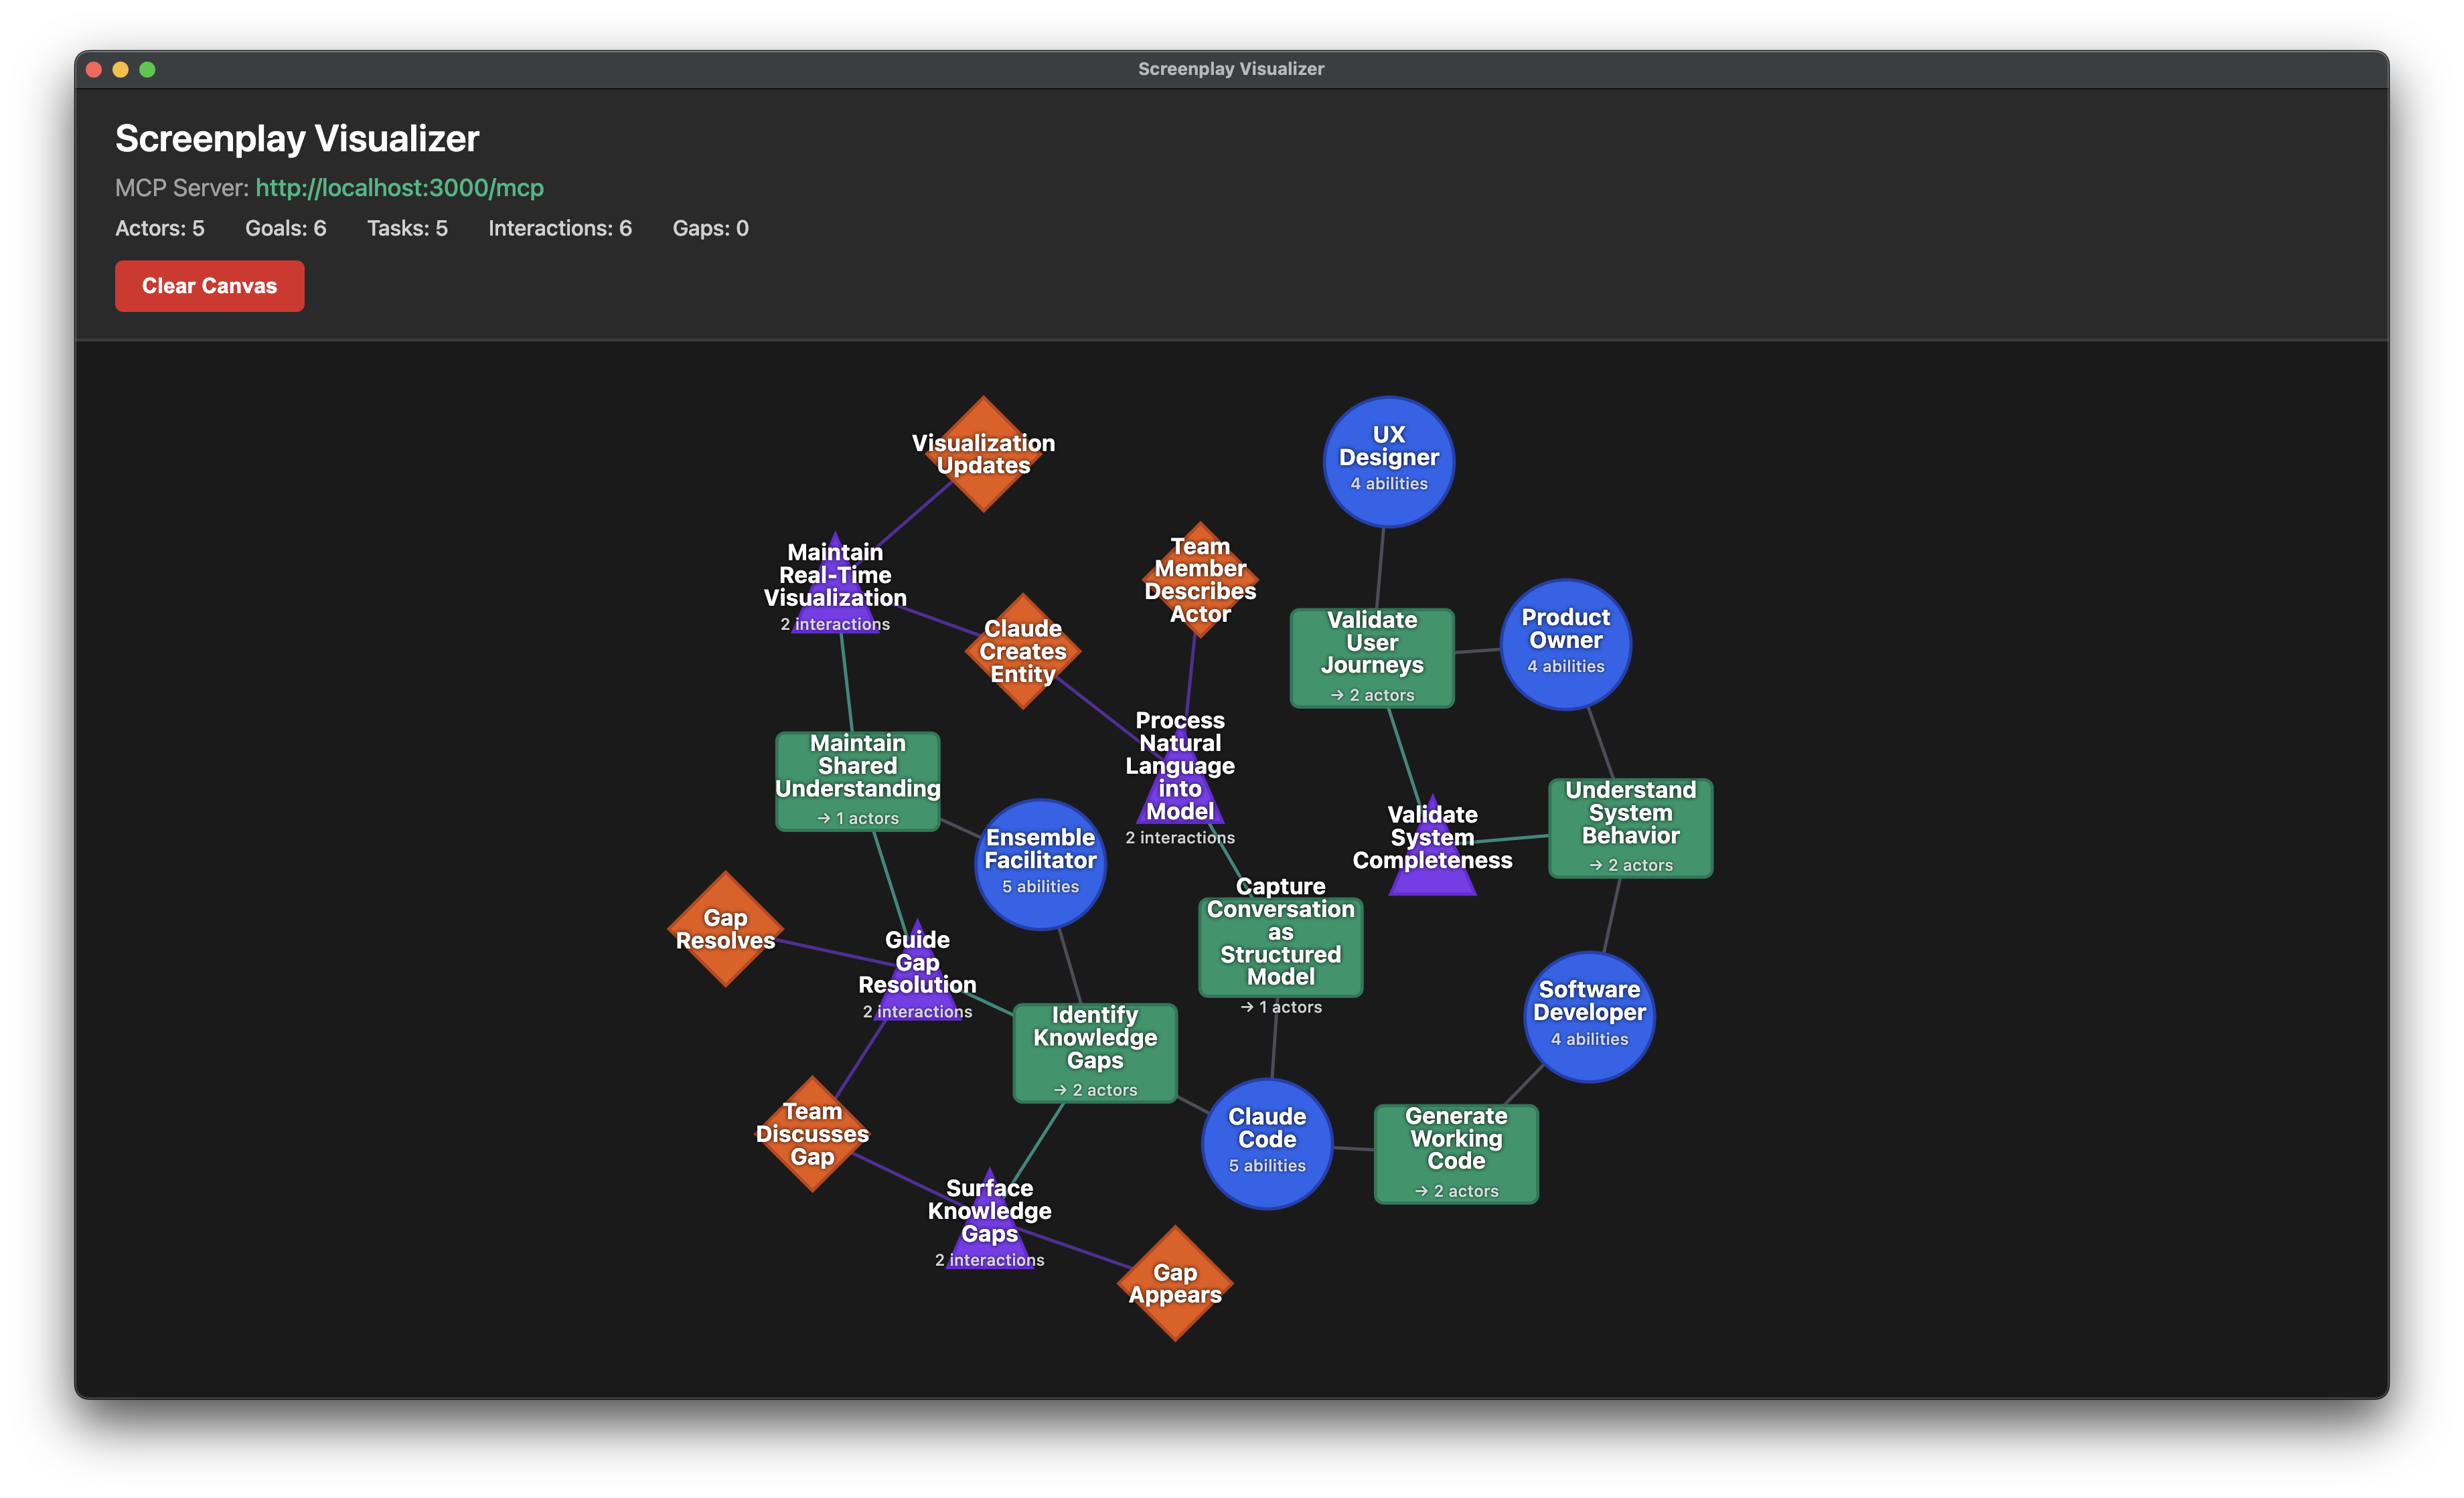 Screenplay Visualizer
Screenplay Visualizer
MCP Server: http://localhost:3000/mcp
Actors: 5 Goals: 6 Tasks: 5 Interactions: 6 Gaps: 0
Clear Canvas
Visualization
Updates
UX
Designer
4 abilities
Maintain
Real-Time
Visualization
2 interactions
Team
Member
Describes
Actor
Claude
Creates
Entity
Validate
User
Journeys
→ 2 actors
Product
Owner
4 abilities
Maintain
Shared
Understanding
→ 1 actors
Process
Natural
Language
into
Model
2 interactions
Ensemble
Facilitator
5 abilities
Validate
System
Completeness
Understand
System
Behavior
→ 2 actors
Gap
Resolves
Guide
Gap
Resolution
2 interactions
Capture
Conversation
as
Structured
Model
→ 1 actors
Identify
Knowledge
Gaps
→ 2 actors
Software
Developer
4 abilities
Team
Discusses
Gap
Claude
Code
5 abilities
Generate
Working
Code
→ 2 actors
Surface
Knowledge
Gaps
2 interactions
Gap
Appears